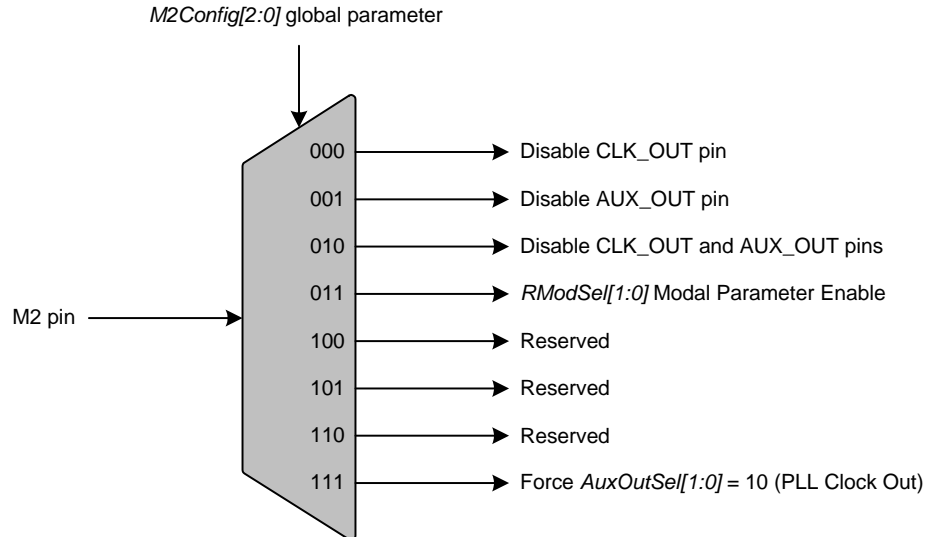 M2Config[2:0] global parameter
000 Disable CLK_OUT pin
001 Disable AUX_OUT pin
010 Disable CLK_OUT and AUX_OUT pins
011 RModSel[1:0] Modal Parameter Enable
M2 pin
100 Reserved
101 Reserved
110 Reserved
111 Force AuxOutSel[1:0] = 10 (PLL Clock Out)